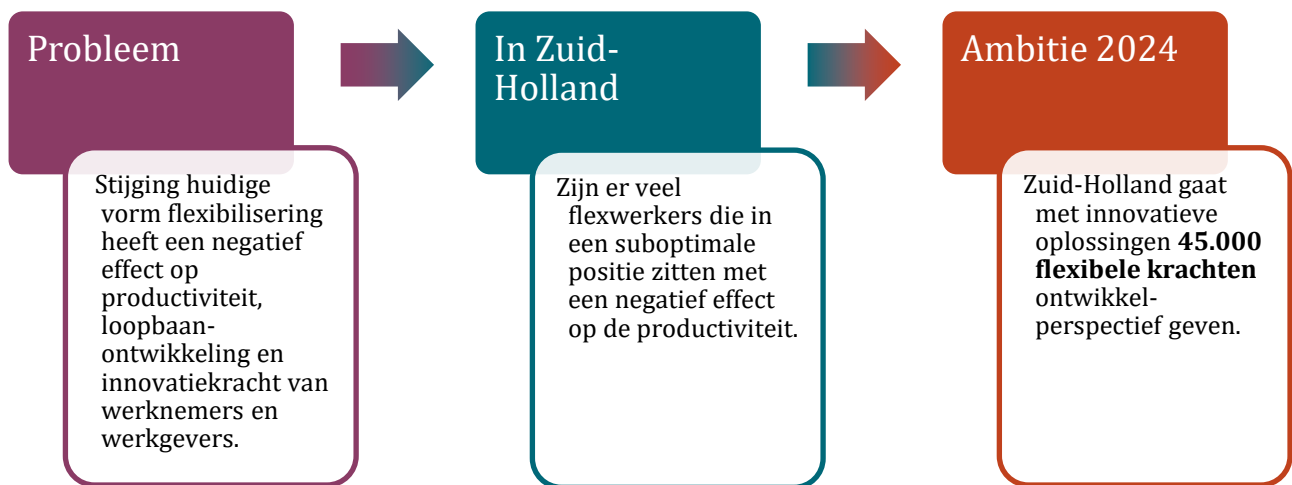 Probleem
Stijging huidige
vorm flexibilisering
heeft een negatief
effect op
productiviteit,
loopbaan-
ontwikkeling en
innovatiekracht van
werknemers en
werkgevers.
In Zuid-
Holland
Zijn er veel
flexwerkers die in
een suboptimale
positie zitten met
een negatief effect
op de productiviteit.
Ambitie 2024
Zuid-Holland gaat
met innovatieve
oplossingen 45.000
flexibele krachten
ontwikkel-
perspectief geven.